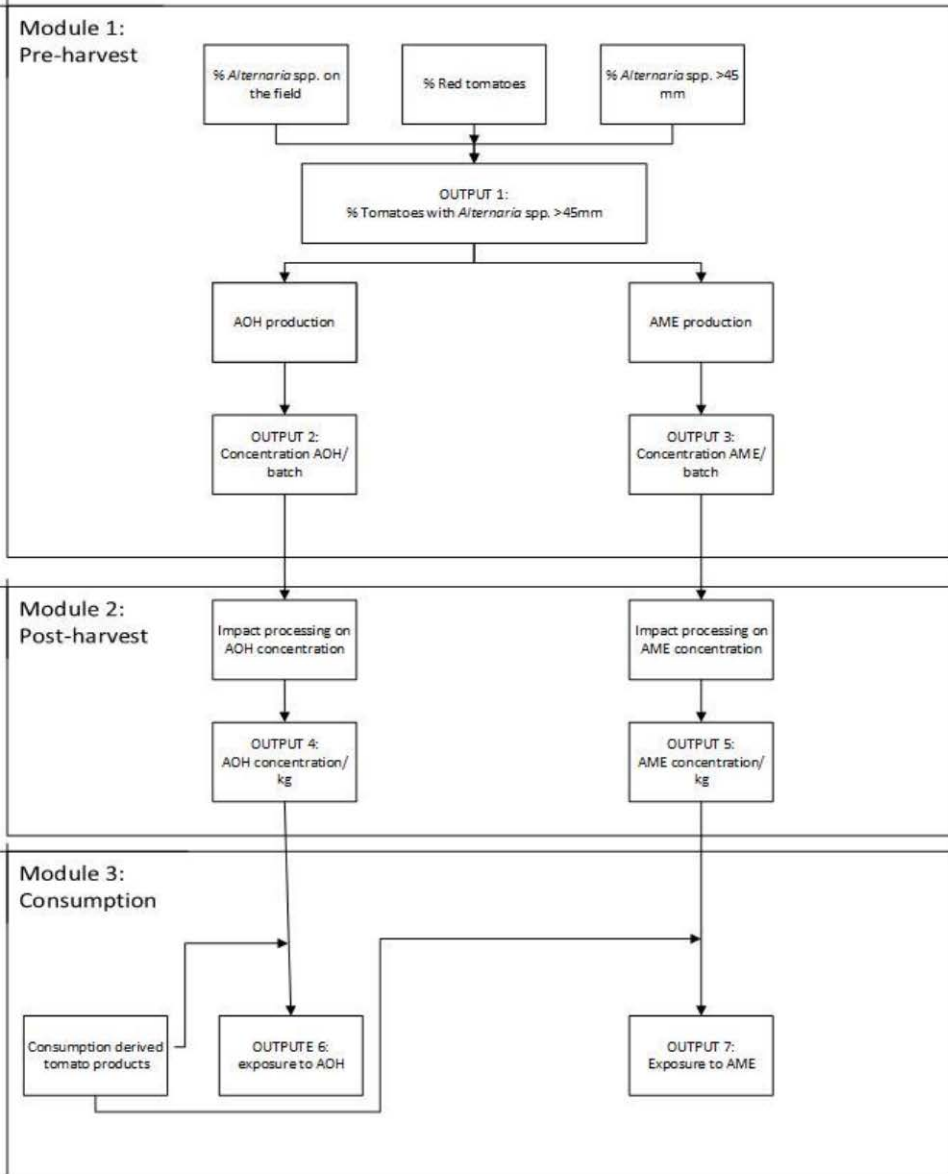 Module 1:
Pre-harvest
% Alternaria spp. on
the field
% Red tomatoes
% Alternaria spp. >45
mm
OUTPUT 1:
% Tomatoes with Alternaria spp. >45mm
AOH production
AME production
OUTPUT 2:
Concentration AOH/
batch
OUTPUT 3:
Concentration AME/
batch
Module 2:
Post-harvest
Impact processing on
AOH concentration
Impact processing on
AME concentration
OUTPUT 4:
AOH concentration/
kg
OUTPUT 5:
AME concentration/
kg
Module 3:
Consumption
Consumption derived
tomato products
OUTPUTE 6:
exposure to AOH
OUTPUT 7:
Exposure to AME